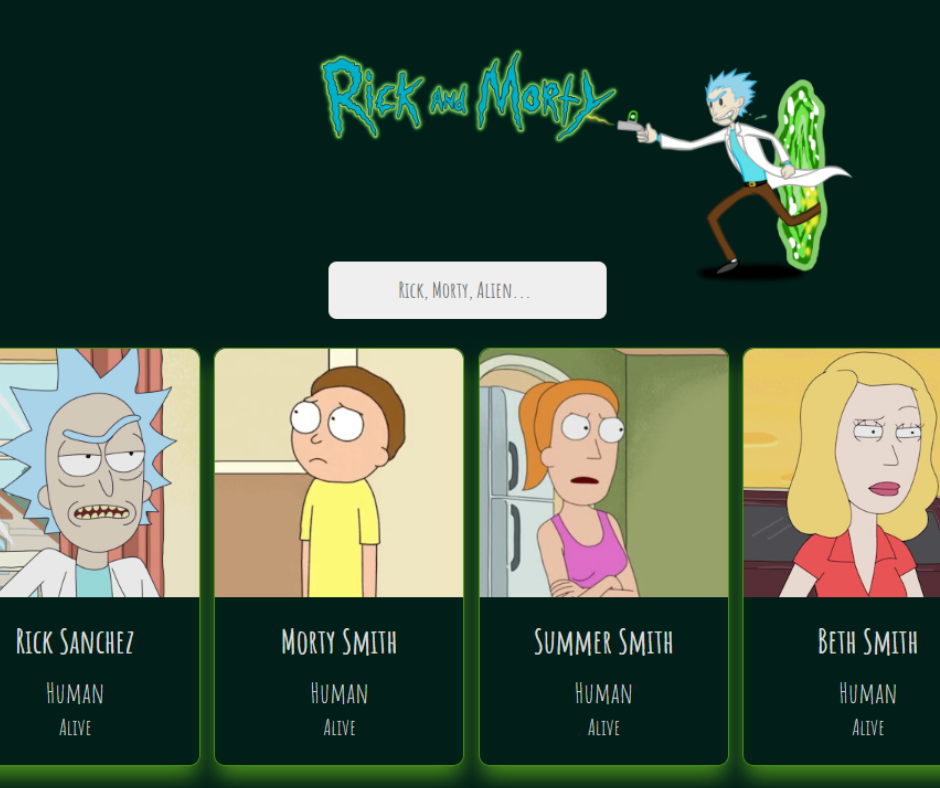 Rick and Morty
Rick, Morty, Alien...
Rick Sanchez
Human
Alive
Morty Smith
Human
Alive
Summer Smith
Human
Alive
Beth Smith
Human
Alive